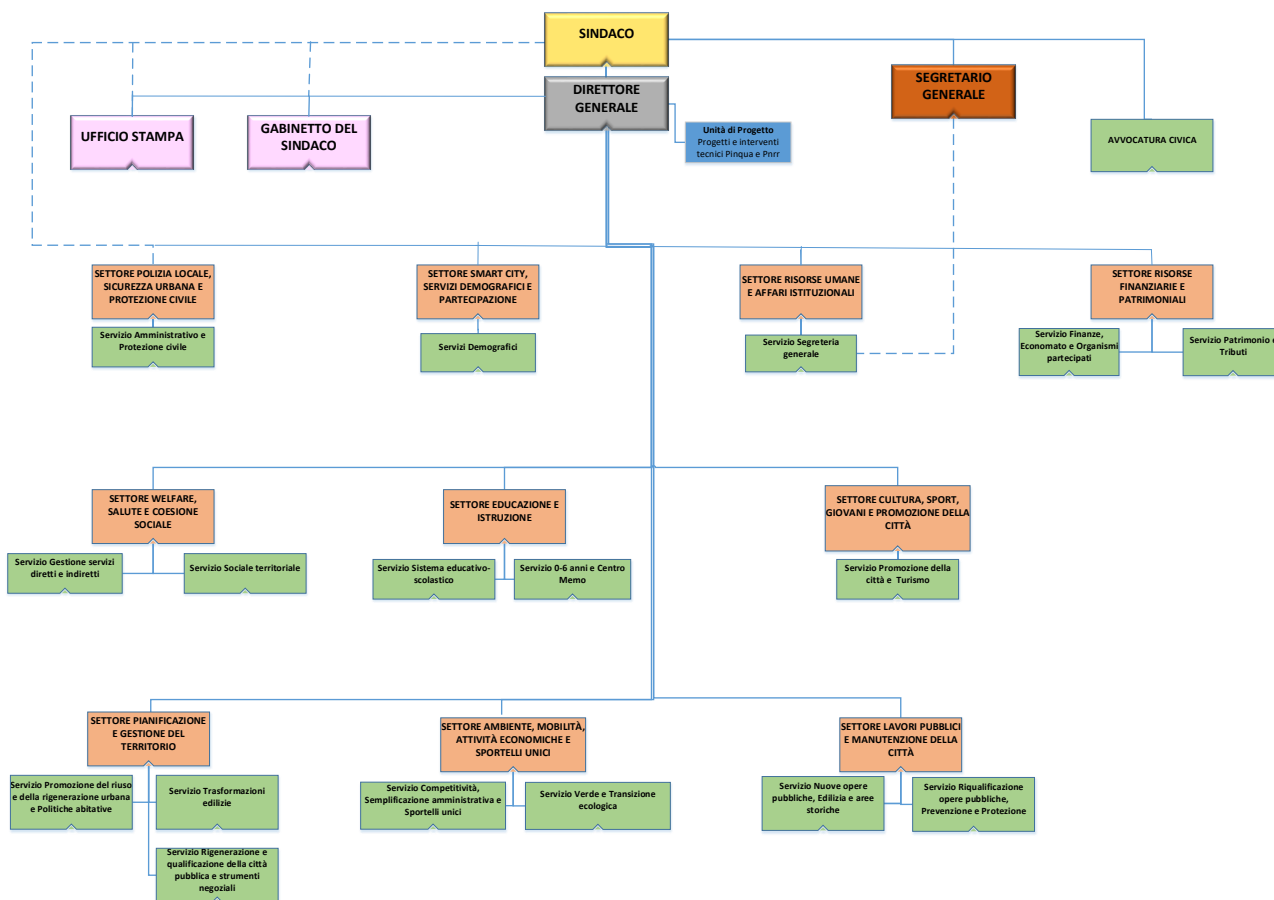 SINDACO
DIRETTORE
GENERALE
SEGRETARIO
GENERALE
UFFICIO STAMPA
GABINETTO DEL
SINDACO
Unità di Progetto
Progetti e interventi
tecnici Pinqua e Pnrr
AVVOCATURA CIVICA
SETTORE POLIZIA LOCALE,
SICUREZZA URBANA E
PROTEZIONE CIVILE
SETTORE SMART CITY,
SERVIZI DEMOGRAFICI E
PARTECIPAZIONE
SETTORE RISORSE UMANE
E AFFARI ISTITUZIONALI
SETTORE RISORSE
FINANZIARIE E
PATRIMONIALI
Servizio Amministrativo e
Protezione civile
Servizi Demografici
Servizio Segreteria
generale
Servizio Finanze,
Economato e Organismi
partecipati
Servizio Patrimonio e
Tributi
SETTORE WELFARE,
SALUTE E COESIONE
SOCIALE
SETTORE EDUCAZIONE E
ISTRUZIONE
SETTORE CULTURA, SPORT,
GIOVANI E PROMOZIONE DELLA
CITTÀ
Servizio Gestione servizi
diretti e indiretti
Servizio Sociale territoriale
Servizio Sistema educativo-
scolastico
Servizio 0-6 anni e Centro
Memo
Servizio Promozione della
città e Turismo
SETTORE PIANIFICAZIONE
E GESTIONE DEL
TERRITORIO
SETTORE AMBIENTE, MOBILITÀ,
ATTIVITÀ ECONOMICHE E
SPORTELLI UNICI
SETTORE LAVORI PUBBLICI
E MANUTENZIONE DELLA
CITTÀ
Servizio Promozione del riuso
e della rigenerazione urbana
e Politiche abitative
Servizio Trasformazioni
edilizie
Servizio Competitività,
Semplificazione amministrativa e
Sportelli unici
Servizio Verde e Transizione
ecologica
Servizio Nuove opere
pubbliche, Edilizia e aree
storiche
Servizio Riqualificazione
opere pubbliche,
Prevenzione e Protezione
Servizio Rigenerazione e
qualificazione della città
pubblica e strumenti
negoziali